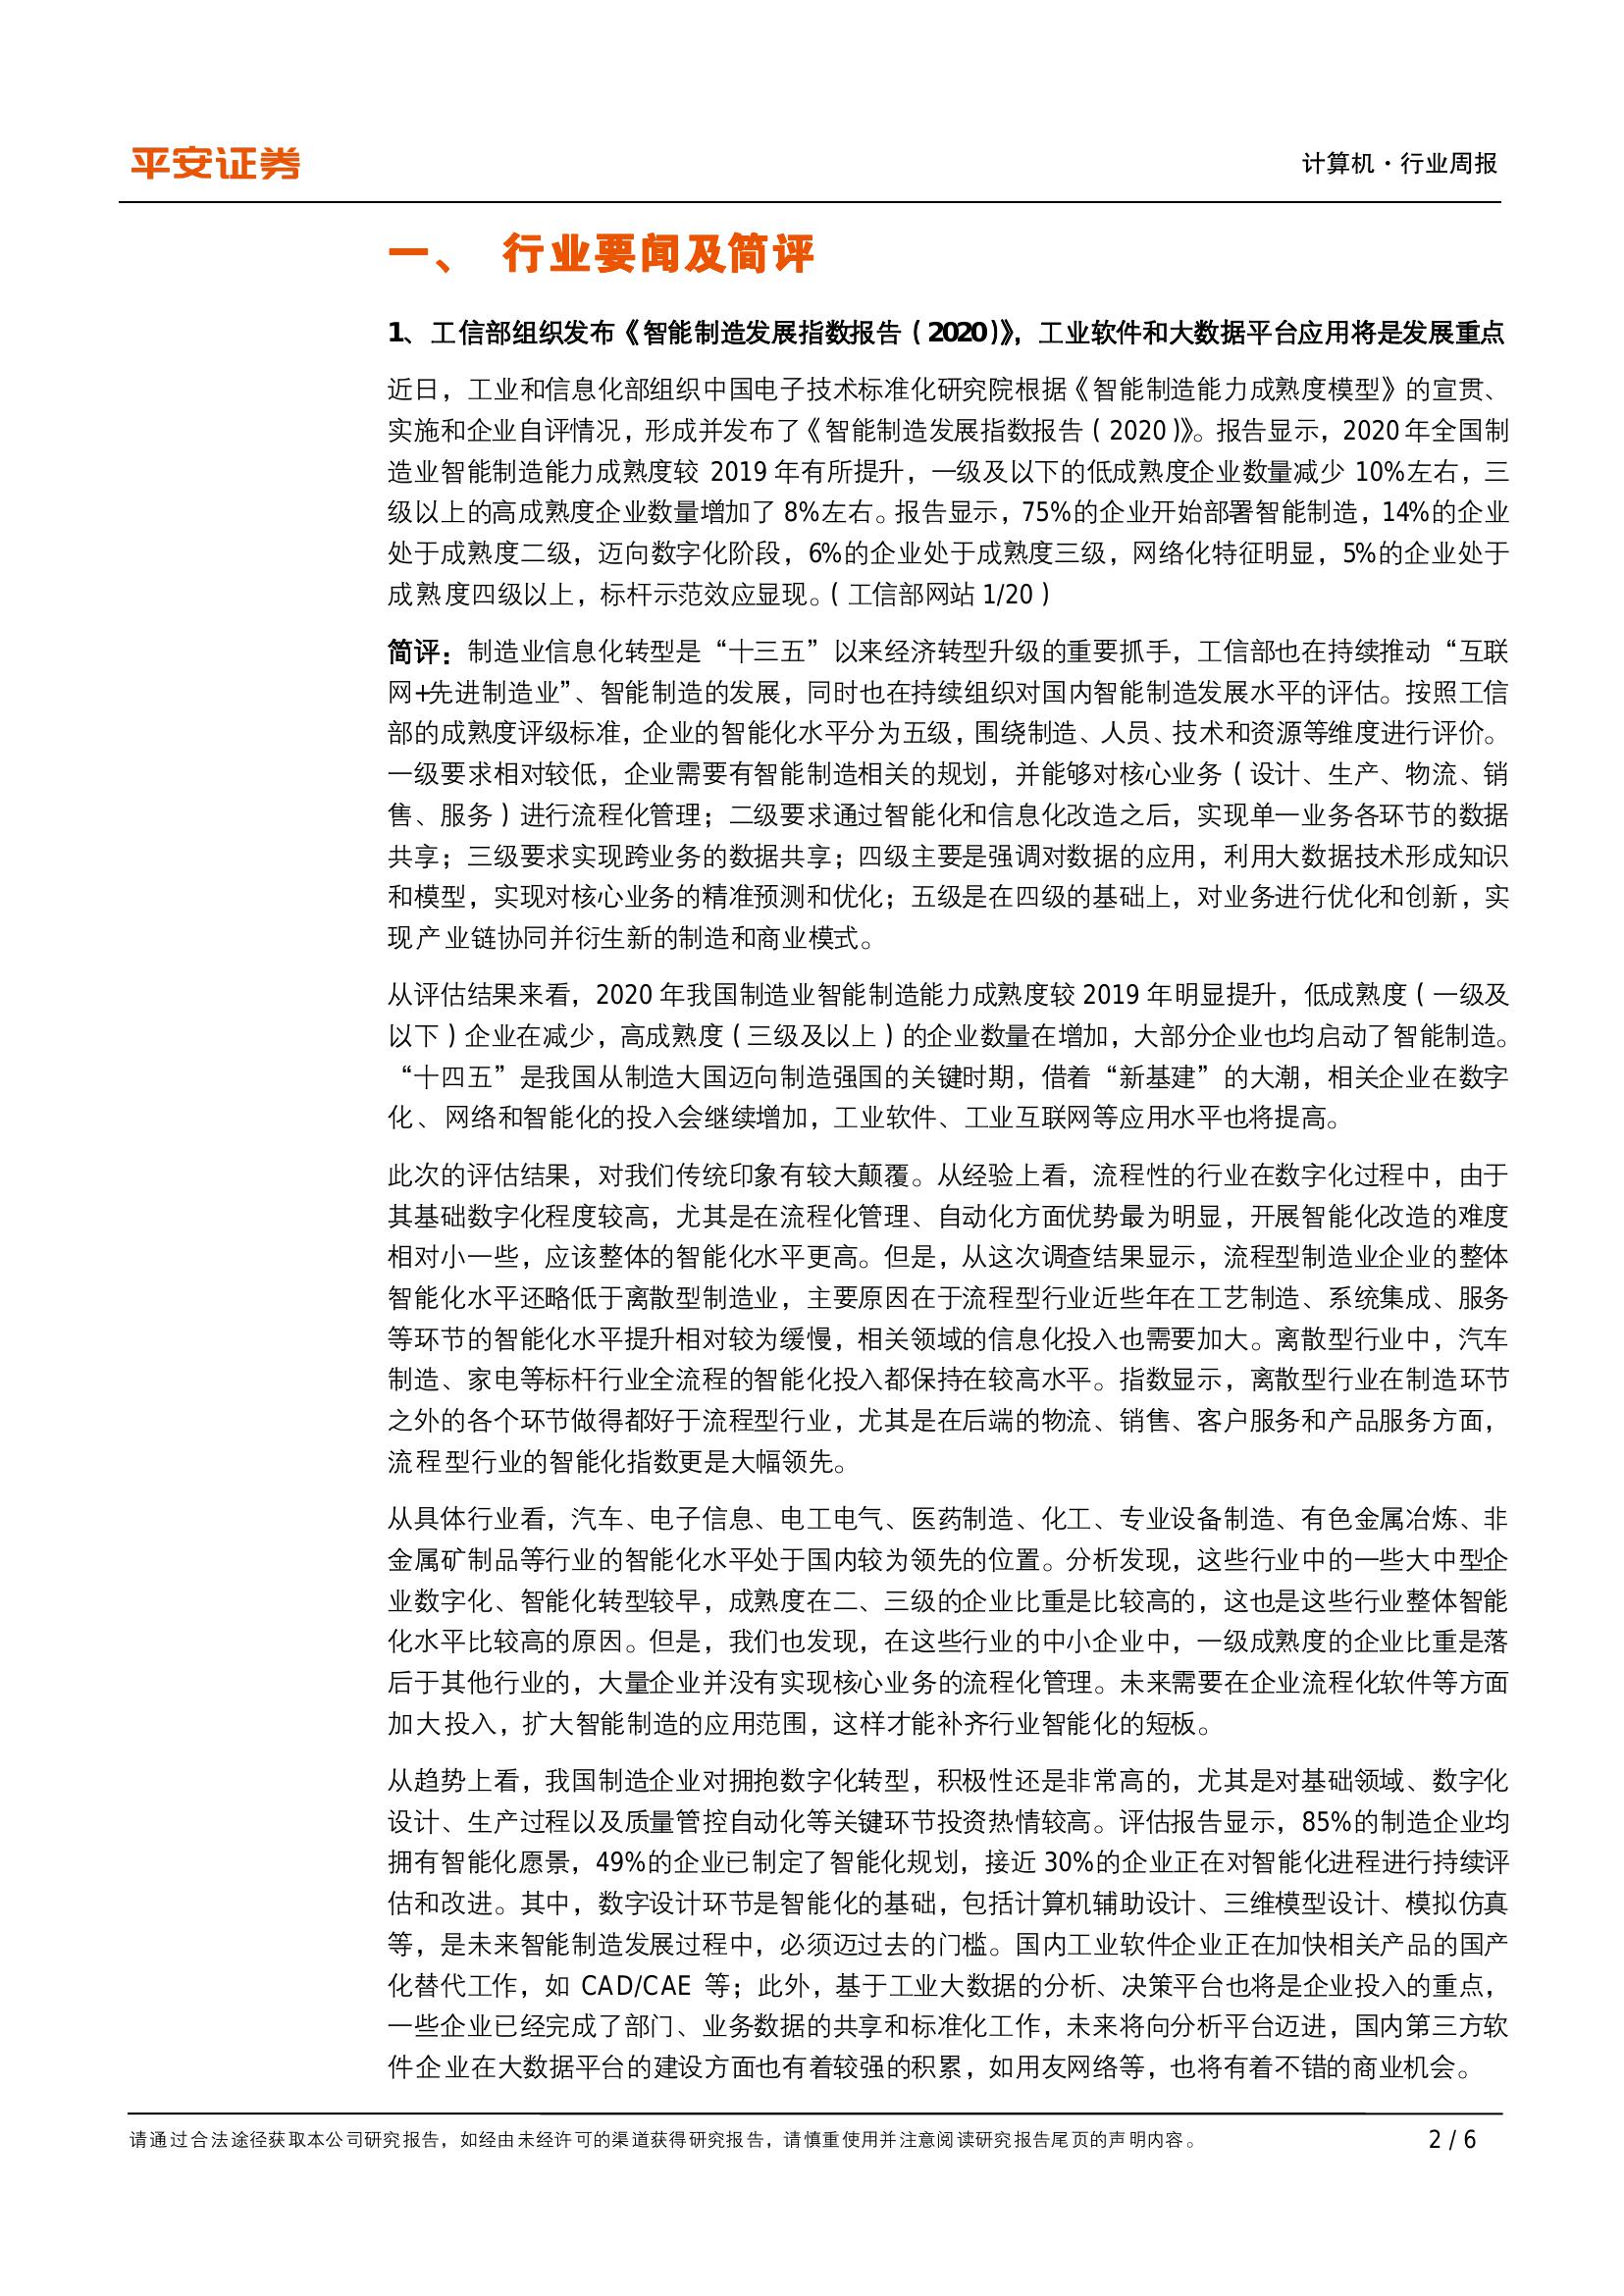 平安证券
计算机·行业周报
一、 行业要闻及简评
1、工信部组织发布《智能制造发展指数报告（2020）》，工业软件和大数据平台应用将是发展重点
近日，工业和信息化部组织中国电子技术标准化研究院根据《智能制造能力成熟度模型》的宣贯、
实施和企业自评情况，形成并发布了《智能制造发展指数报告（2020）》。报告显示，2020年全国制
造业智能制造能力成熟度较 2019 年有所提升，一级及以下的低成熟度企业数量减少 10%左右，三
级以上的高成熟度企业数量增加了 8%左右。报告显示，75%的企业开始部署智能制造，14%的企业
处于成熟度二级，迈向数字化阶段，6%的企业处于成熟度三级，网络化特征明显，5%的企业处于
成熟度四级以上，标杆示范效应显现。（工信部网站 1/20）
简评：制造业信息化转型是“十三五”以来经济转型升级的重要抓手，工信部也在持续推动“互联
网+先进制造业”、智能制造的发展，同时也在持续组织对国内智能制造发展水平的评估。按照工信
部的成熟度评级标准，企业的智能化水平分为五级，围绕制造、人员、技术和资源等维度进行评价。
一级要求相对较低，企业需要有智能制造相关的规划，并能够对核心业务（设计、生产、物流、销
售、服务）进行流程化管理；二级要求通过智能化和信息化改造之后，实现单一业务各环节的数据
共享；三级要求实现跨业务的数据共享；四级主要是强调对数据的应用，利用大数据技术形成知识
和模型，实现对核心业务的精准预测和优化；五级是在四级的基础上，对业务进行优化和创新，实
现产业链协同并衍生新的制造和商业模式。
从评估结果来看，2020 年我国制造业智能制造能力成熟度较 2019 年明显提升，低成熟度（一级及
以下）企业在减少，高成熟度（三级及以上）的企业数量在增加，大部分企业也均启动了智能制造。
“十四五”是我国从制造大国迈向制造强国的关键时期，借着“新基建”的大潮，相关企业在数字
化、网络和智能化的投入会继续增加，工业软件、工业互联网等应用水平也将提高。
此次的评估结果，对我们传统印象有较大颠覆。从经验上看，流程性的行业在数字化过程中，由于
其基础数字化程度较高，尤其是在流程化管理、自动化方面优势最为明显，开展智能化改造的难度
相对小一些，应该整体的智能化水平更高。但是，从这次调查结果显示，流程型制造业企业的整体
智能化水平还略低于离散型制造业，主要原因在于流程型行业近些年在工艺制造、系统集成、服务
等环节的智能化水平提升相对较为缓慢，相关领域的信息化投入也需要加大。离散型行业中，汽车
制造、家电等标杆行业全流程的智能化投入都保持在较高水平。指数显示，离散型行业在制造环节
之外的各个环节做得都好于流程型行业，尤其是在后端的物流、销售、客户服务和产品服务方面，
流程型行业的智能化指数更是大幅领先。
从具体行业看，汽车、电子信息、电工电气、医药制造、化工、专业设备制造、有色金属冶炼、非
金属矿制品等行业的智能化水平处于国内较为领先的位置。分析发现，这些行业中的一些大中型企
业数字化、智能化转型较早，成熟度在二、三级的企业比重是比较高的，这也是这些行业整体智能
化水平比较高的原因。但是，我们也发现，在这些行业的中小企业中，一级成熟度的企业比重是落
后于其他行业的，大量企业并没有实现核心业务的流程化管理。未来需要在企业流程化软件等方面
加大投入，扩大智能制造的应用范围，这样才能补齐行业智能化的短板。
从趋势上看，我国制造企业对拥抱数字化转型，积极性还是非常高的，尤其是对基础领域、数字化
设计、生产过程以及质量管控自动化等关键环节投资热情较高。评估报告显示，85%的制造企业均
拥有智能化愿景，49%的企业已制定了智能化规划，接近 30%的企业正在对智能化进程进行持续评
估和改进。其中，数字设计环节是智能化的基础，包括计算机辅助设计、三维模型设计、模拟仿真
等，是未来智能制造发展过程中，必须迈过去的门槛。国内工业软件企业正在加快相关产品的国产
化替代工作，如 CAD/CAE 等；此外，基于工业大数据的分析、决策平台也将是企业投入的重点，
一些企业已经完成了部门、业务数据的共享和标准化工作，未来将向分析平台迈进，国内第三方软
件企业在大数据平台的建设方面也有着较强的积累，如用友网络等，也将有着不错的商业机会。
请通过合法途径获取本公司研究报告，如经由未经许可的渠道获得研究报告，请慎重使用并注意阅读研究报告尾页的声明内容。
2 / 6